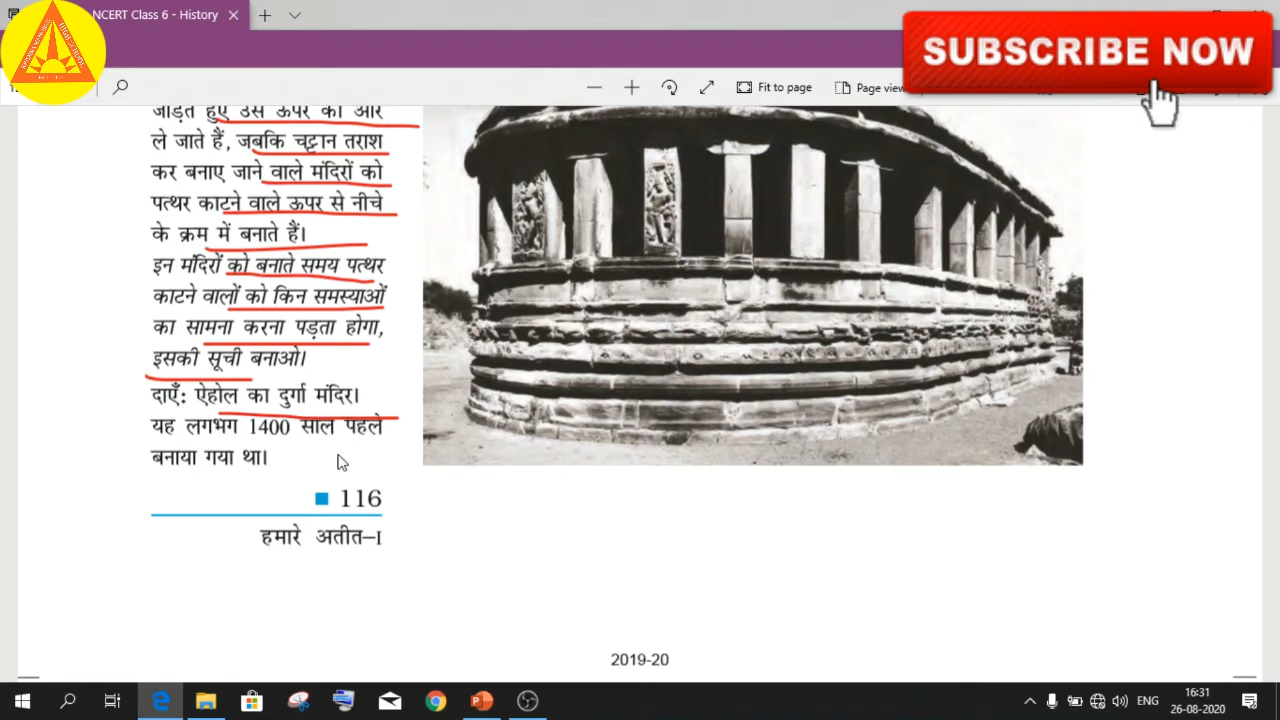 NCERT Class 6 - History
SUBSCRIBE NOW
Fit to page
Page view
जोड़ते हुए उसे ऊपर की ओर
ले जाते हैं, जबकि चट्टान तराश
कर बनाए जाने वाले मंदिरों को
पत्थर काटने वाले ऊपर से नीचे
के क्रम में बनाते हैं।
इन मंदिरों को बनाते समय पत्थर
काटने वालों को किन समस्याओं
का सामना करना पड़ता होगा,
इसकी सूची बनाओ।
दाएँ: ऐहोल का दुर्गा मंदिर।
यह लगभग 1400 साल पहले
बनाया गया था।
116
हमारे अतीत–I
2019-20
ENG
16:31
26-08-2020